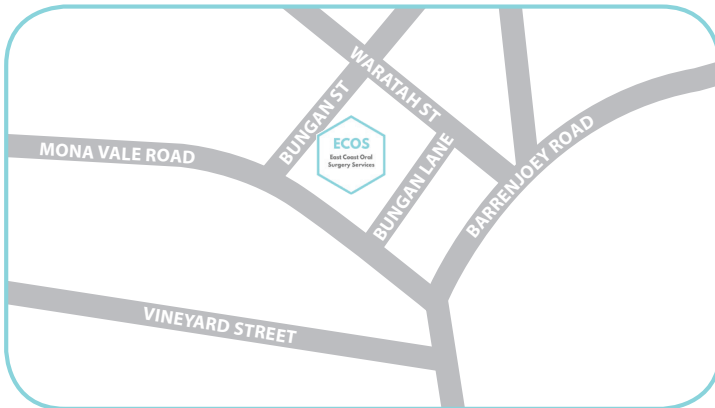 WARATAH ST
BUNGAN ST
ECOS
East Coast Oral
Surgery Services
BUNGAN LANE
BARRENJOEY ROAD
MONA VALE ROAD
VINEYARD STREET